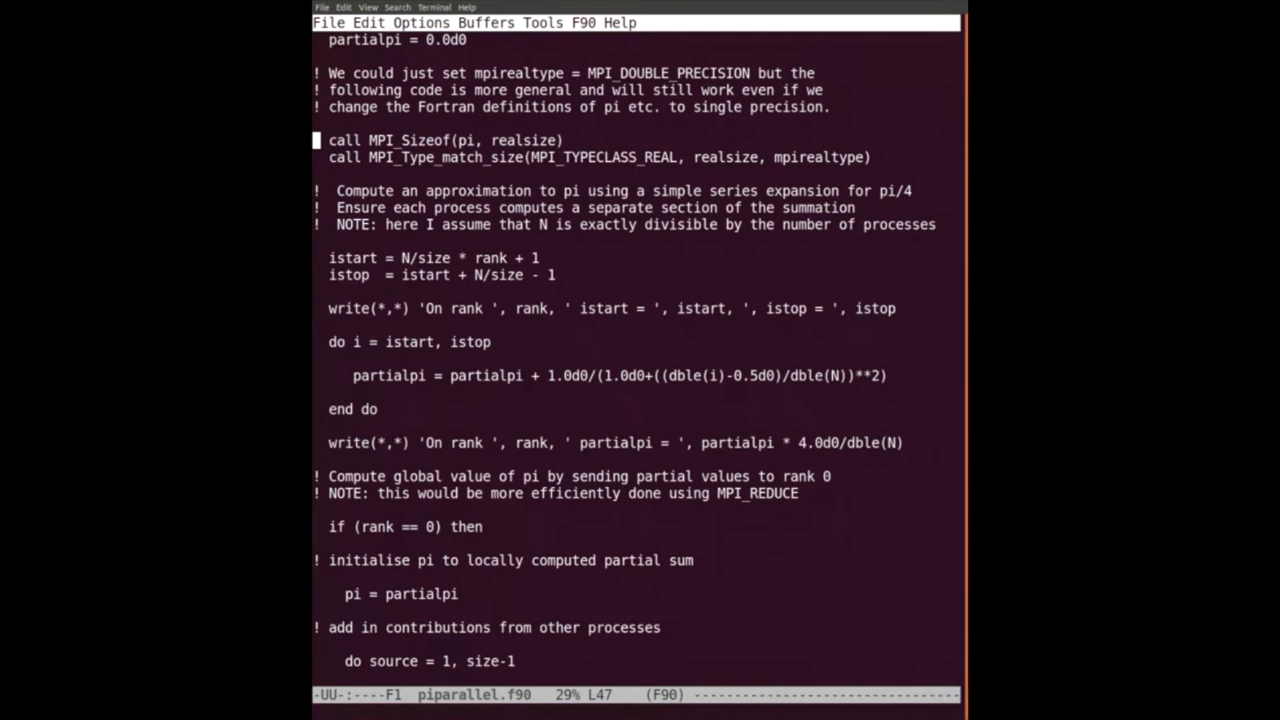 File Edit View Search Terminal Help
File Edit Options Buffers Tools F90 Help
partialpi = 0.0d0
! We could just set mpirealtype = MPI_DOUBLE_PRECISION but the
! following code is more general and will still work even if we
! change the Fortran definitions of pi etc. to single precision.
call MPI_Sizeof(pi, realsize)
call MPI_Type_match_size(MPI_TYPECLASS_REAL, realsize, mpirealtype)
! Compute an approximation to pi using a simple series expansion for pi/4
! Ensure each process computes a separate section of the summation
! NOTE: here I assume that N is exactly divisible by the number of processes
istart = N/size * rank + 1
istop  = istart + N/size - 1
write(*,*) 'On rank ', rank, ' istart = ', istart, ', istop = ', istop
do i = istart, istop
partialpi = partialpi + 1.0d0/(1.0d0+((dble(i)-0.5d0)/dble(N))**2)
end do
write(*,*) 'On rank ', rank, ' partialpi = ', partialpi * 4.0d0/dble(N)
! Compute global value of pi by sending partial values to rank 0
! NOTE: this would be more efficiently done using MPI_REDUCE
if (rank == 0) then
! initialise pi to locally computed partial sum
pi = partialpi
! add in contributions from other processes
do source = 1, size-1
-UU-:----F1  piparallel.f90   29% L47    (F90) ---------------------------------